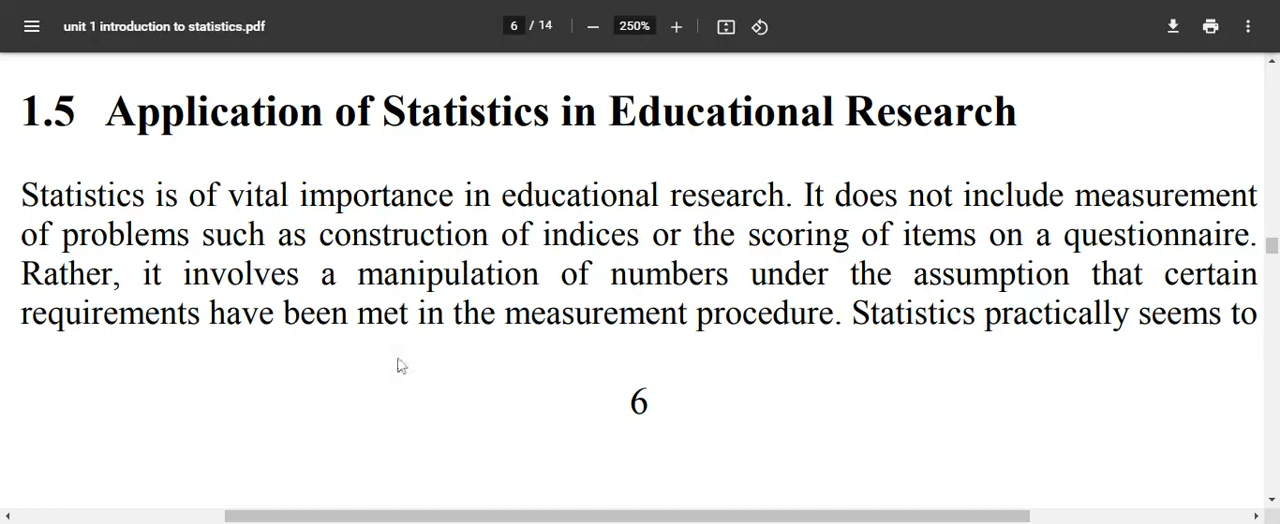 unit 1 introduction to statistics.pdf
6 / 14
250%
1.5 Application of Statistics in Educational Research
Statistics is of vital importance in educational research. It does not include measurement
of problems such as construction of indices or the scoring of items on a questionnaire.
Rather, it involves a manipulation of numbers under the assumption that certain
requirements have been met in the measurement procedure. Statistics practically seems to
6